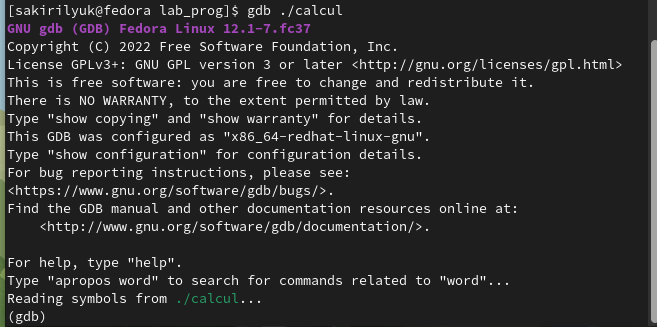 [sakirilyuk@fedora lab_prog]$ gdb ./calcul
GNU gdb (GDB) Fedora Linux 12.1-7.fc37
Copyright (C) 2022 Free Software Foundation, Inc.
License GPLv3+: GNU GPL version 3 or later <http://gnu.org/licenses/gpl.html>
This is free software: you are free to change and redistribute it.
There is NO WARRANTY, to the extent permitted by law.
Type "show copying" and "show warranty" for details.
This GDB was configured as "x86_64-redhat-linux-gnu".
Type "show configuration" for configuration details.
For bug reporting instructions, please see:
<https://www.gnu.org/software/gdb/bugs/>.
Find the GDB manual and other documentation resources online at:
    <http://www.gnu.org/software/gdb/documentation/>.

For help, type "help".
Type "apropos word" to search for commands related to "word"...
Reading symbols from ./calcul...
(gdb)